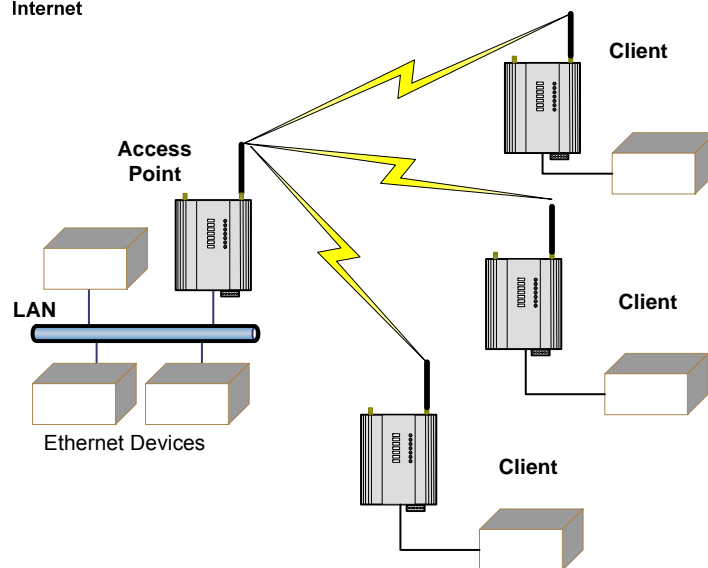 Internet
Client
Access
Point
LAN
Client
Ethernet Devices
Client